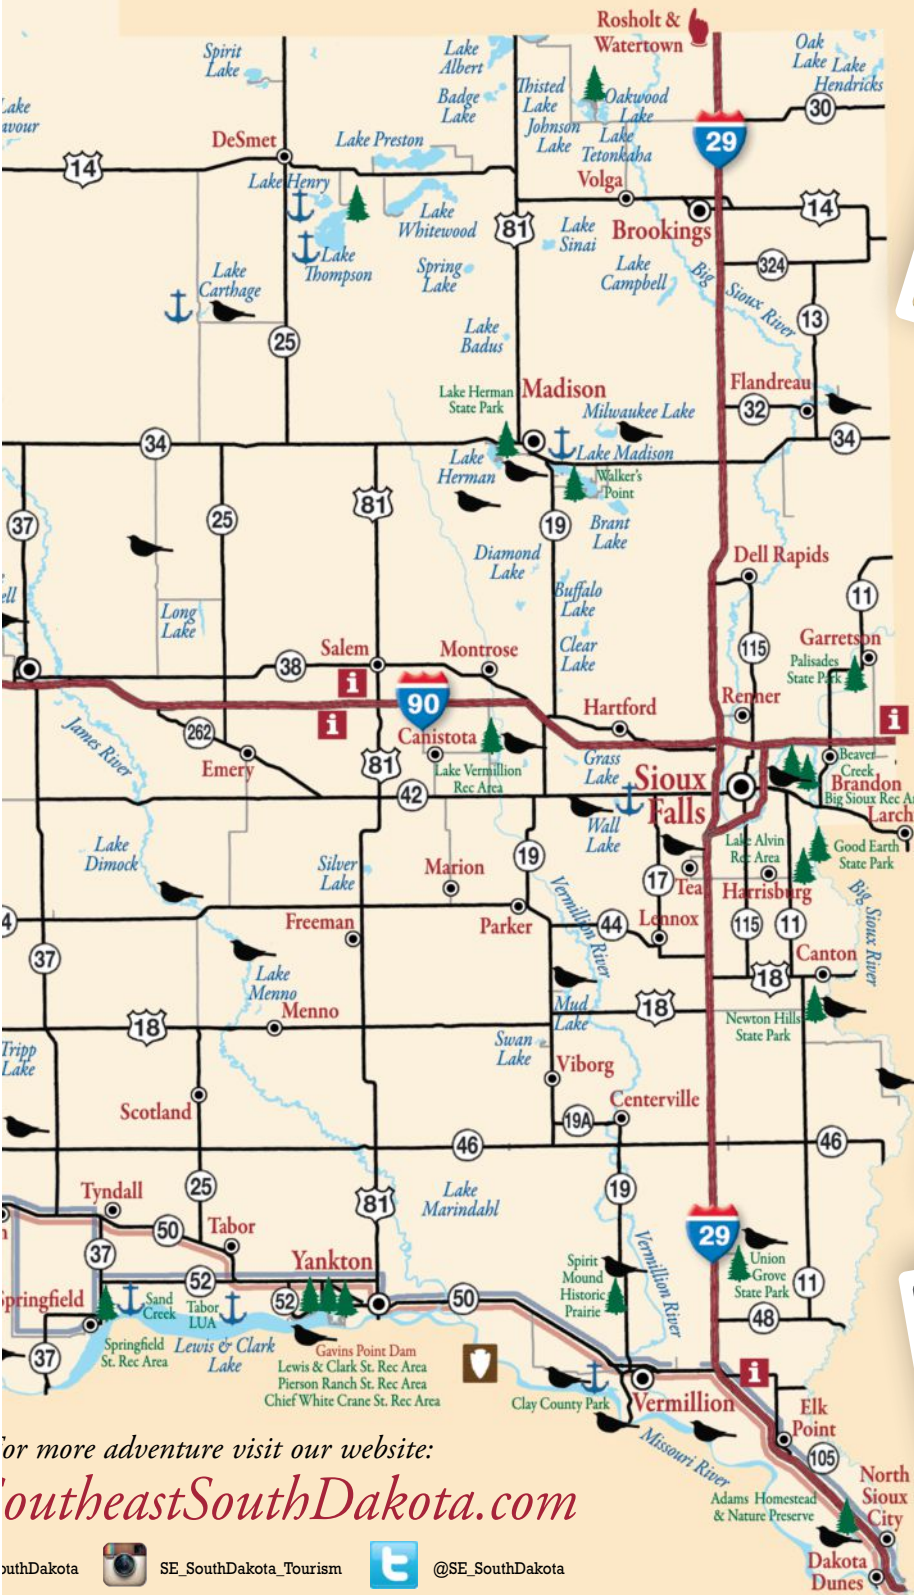 Rosholt &
Watertown
Spirit
Lake
Lake
Albert
Badge
Lake
Thisted
Lake
Johnson
Lake
Oakwood
Lake
Lake
Tetonkaha
Oak
Lake
Lake
Hendricks
30
29
Lake
avour
DeSmet
Lake Preston
14
Lake Henry
Volga
Brookings
14
81
Lake
Whitewood
Lake
Sinai
Lake
Thompson
Spring
Lake
Lake
Campbell
324
Big
Sioux River
Lake
Carthage
13
25
Lake
Badus
Lake Herman
State Park
Madison
Milwaukee Lake
Flandreau
32
34
34
Lake Madison
Lake
Herman
Walker's
Point
37
25
81
19
Brant
Lake
Diamond
Lake
Dell Rapids
ell
Buffalo
Lake
11
Long
Lake
Clear
Lake
115
Garretson
Palisades
State Park
38
Salem
Montrose
i
i
90
Renner
Hartford
i
James River
262
Emery
81
Canistota
Lake Vermillion
Rec Area
Grass
Lake
Sioux
Falls
Beaver
Creek
Brandon
Big Sioux Rec Ar
Larch
42
Wall
Lake
Lake
Dimock
Silver
Lake
Marion
19
Lake Alvin
Rec Area
Good Earth
State Park
17
Tea
Harrisburg
Vermillion River
Big Sioux River
4
Freeman
Parker
44
Lennox
115
11
37
Canton
18
Lake
Menno
Menno
18
Mud
Lake
18
Newton Hills
State Park
Tripp
Lake
Swan
Lake
Viborg
Scotland
19A
Centerville
46
46
25
81
Lake
Marindahl
19
Tyndall
50
Tabor
n
37
52
Yankton
52
50
Vermillion River
29
Spirit
Mound
Historic
Prairie
Union
Grove
State Park
11
48
Springfield
Sand
Creek
Tabor
LUA
Springfield
St. Rec Area
Lewis & Clark
Lake
37
Gavins Point Dam
Lewis & Clark St. Rec Area
Pierson Ranch St. Rec Area
Chief White Crane St. Rec Area
Clay County Park
Vermillion
i
Elk
Point
105
Missouri River
Adams Homestead
& Nature Preserve
North
Sioux
City
Dakota
Dunes
or more adventure visit our website:
outheastSouthDakota.com
outhDakota
SE_SouthDakota_Tourism
@SE_SouthDakota